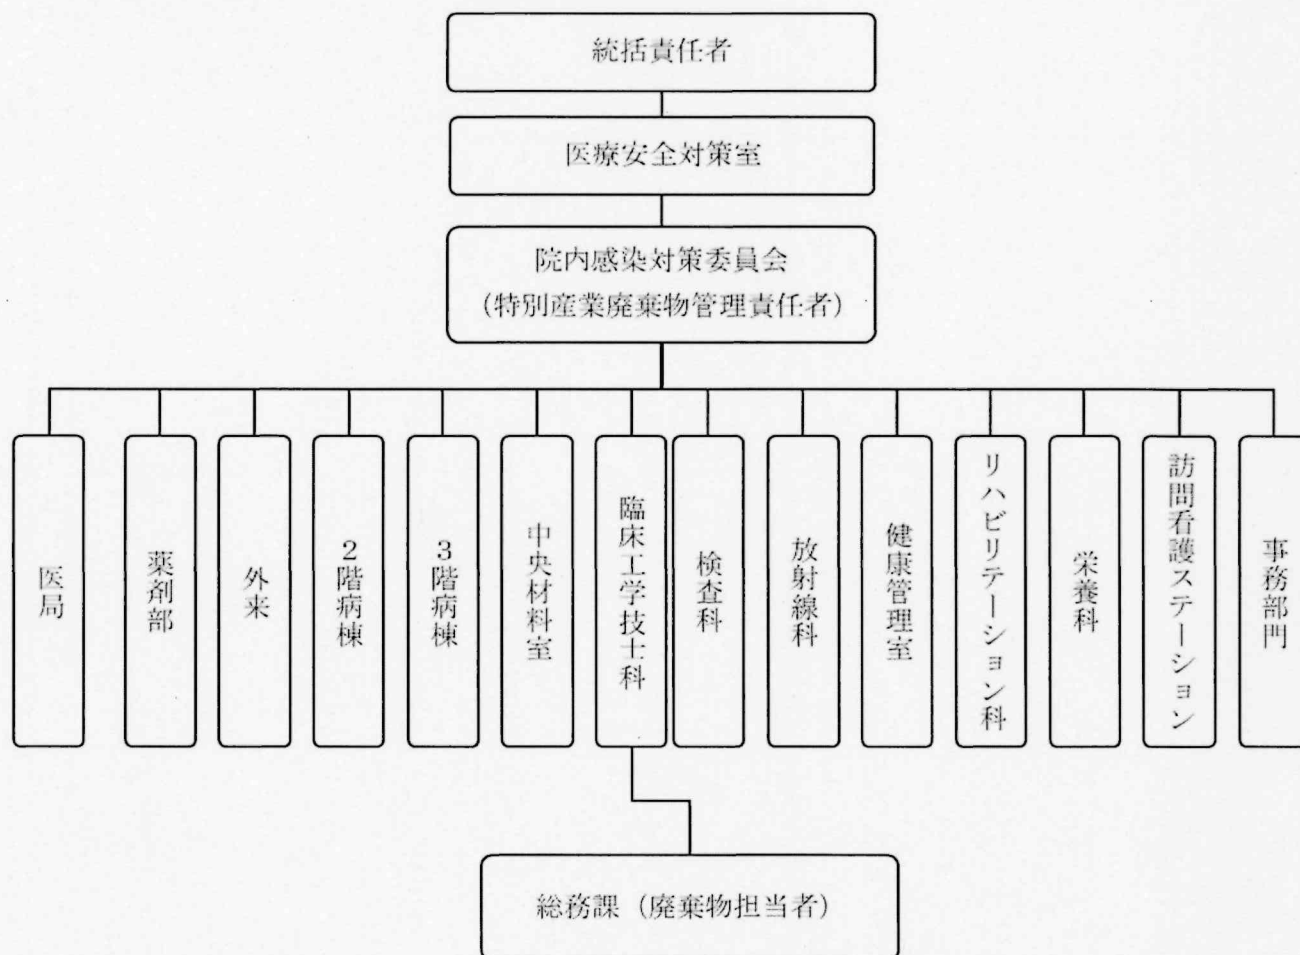 統括責任者
医療安全対策室
院内感染対策委員会
（特別産業廃棄物管理責任者）
医局
薬剤部
外来
2階病棟
3階病棟
中央材料室
臨床工学技士科
検査科
放射線科
健康管理室
リハビリテーション科
栄養科
訪問看護ステーション
事務部門
総務課（廃棄物担当者）